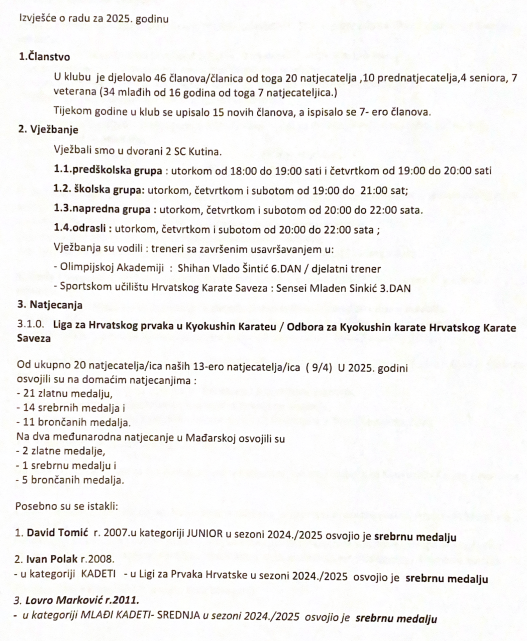 Izvješće o radu za 2025. godinu
1.Članstvo
U klubu je djelovalo 46 članova/članica od toga 20 natjecatelja ,10 prednatjecatelja,4 seniora, 7
veterana (34 mlađih od 16 godina od toga 7 natjecateljica.)
Tijekom godine u klub se upisalo 15 novih članova, a ispisalo se 7- ero članova.
2. Vježbanje
Vježbali smo u dvorani 2 SC Kutina.
1.1.predškolska grupa : utorkom od 18:00 do 19:00 sati i četvrtkom od 19:00 do 20:00 sati
1.2. školska grupa: utorkom, četvrtkom i subotom od 19:00 do 21:00 sat;
1.3.napredna grupa : utorkom, četvrtkom i subotom od 20:00 do 22:00 sata.
1.4.odrasli : utorkom, četvrtkom i subotom od 20:00 do 22:00 sata ;
Vježbanja su vodili : treneri sa završenim usavršavanjem u:
- Olimpijskoj Akademiji : Shihan Vlado Šintić 6.DAN / djelatni trener
- Sportskom učilištu Hrvatskog Karate Saveza : Sensei Mladen Sinkić 3.DAN
3. Natjecanja
3.1.0. Liga za Hrvatskog prvaka u Kyokushin Karateu / Odbora za Kyokushin karate Hrvatskog Karate
Saveza
Od ukupno 20 natjecatelja/ica naših 13-ero natjecatelja/ica ( 9/4) U 2025. godini
osvojili su na domaćim natjecanjima :
- 21 zlatnu medalju,
- 14 srebrnih medalja i
- 11 brončanih medalja.
Na dva međunarodna natjecanje u Mađarskoj osvojili su
- 2 zlatne medalje,
- 1 srebrnu medalju i
- 5 brončanih medalja.
Posebno su se istakli:
1. David Tomić r. 2007.u kategoriji JUNIOR u sezoni 2024./2025 osvojio je srebrnu medalju
2. Ivan Polak r.2008.
- u kategoriji KADETI - u Ligi za Prvaka Hrvatske u sezoni 2024./2025 osvojio je srebrnu medalju
3. Lovro Marković r.2011.
- u kategoriji MLAĐI KADETI- SREDNJA u sezoni 2024./2025 osvojio je srebrnu medalju